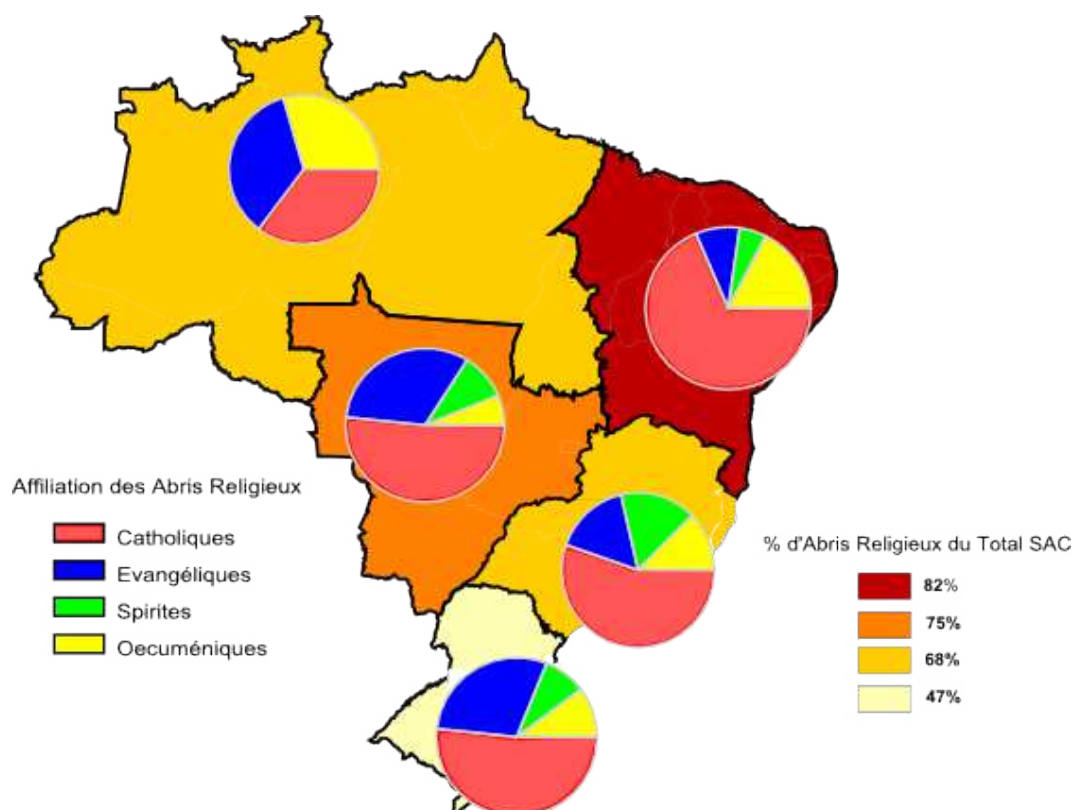 Affiliation des Abris Religieux
Catholiques
Evangéliques
Spirites
Oecuméniques
% d'Abris Religieux du Total SAC
82%
75%
68%
47%